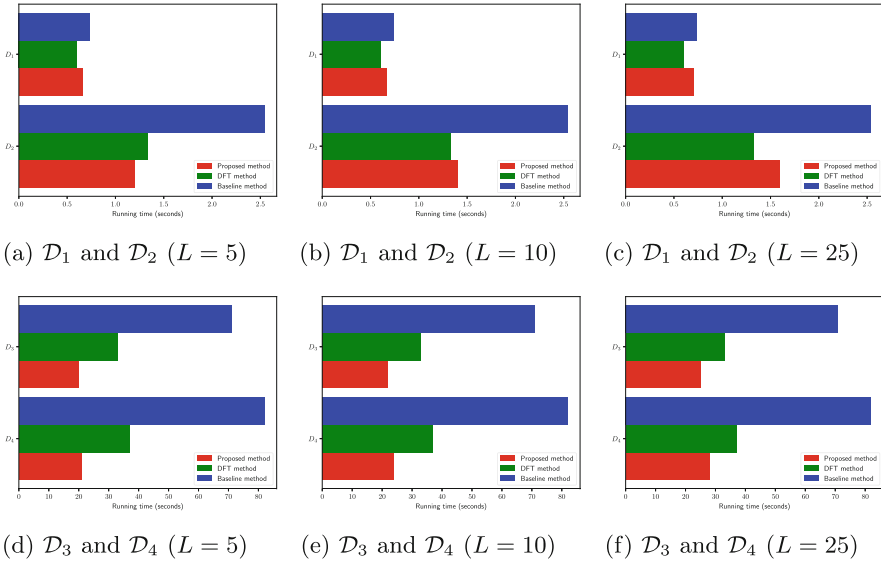 D1
D2
Proposed method
DFT method
Baseline method
0.0 0.5 1.0 1.5 2.0 2.5
Running time (seconds)
(a) 𝒟1 and 𝒟2 (L = 5)
D1
D2
Proposed method
DFT method
Baseline method
0.0 0.5 1.0 1.5 2.0 2.5
Running time (seconds)
(b) 𝒟1 and 𝒟2 (L = 10)
D1
D2
Proposed method
DFT method
Baseline method
0.0 0.5 1.0 1.5 2.0 2.5
Running time (seconds)
(c) 𝒟1 and 𝒟2 (L = 25)
D3
D4
Proposed method
DFT method
Baseline method
0 10 20 30 40 50 60 70 80
Running time (seconds)
(d) 𝒟3 and 𝒟4 (L = 5)
D3
D4
Proposed method
DFT method
Baseline method
0 10 20 30 40 50 60 70 80
Running time (seconds)
(e) 𝒟3 and 𝒟4 (L = 10)
D3
D4
Proposed method
DFT method
Baseline method
0 10 20 30 40 50 60 70 80
Running time (seconds)
(f) 𝒟3 and 𝒟4 (L = 25)